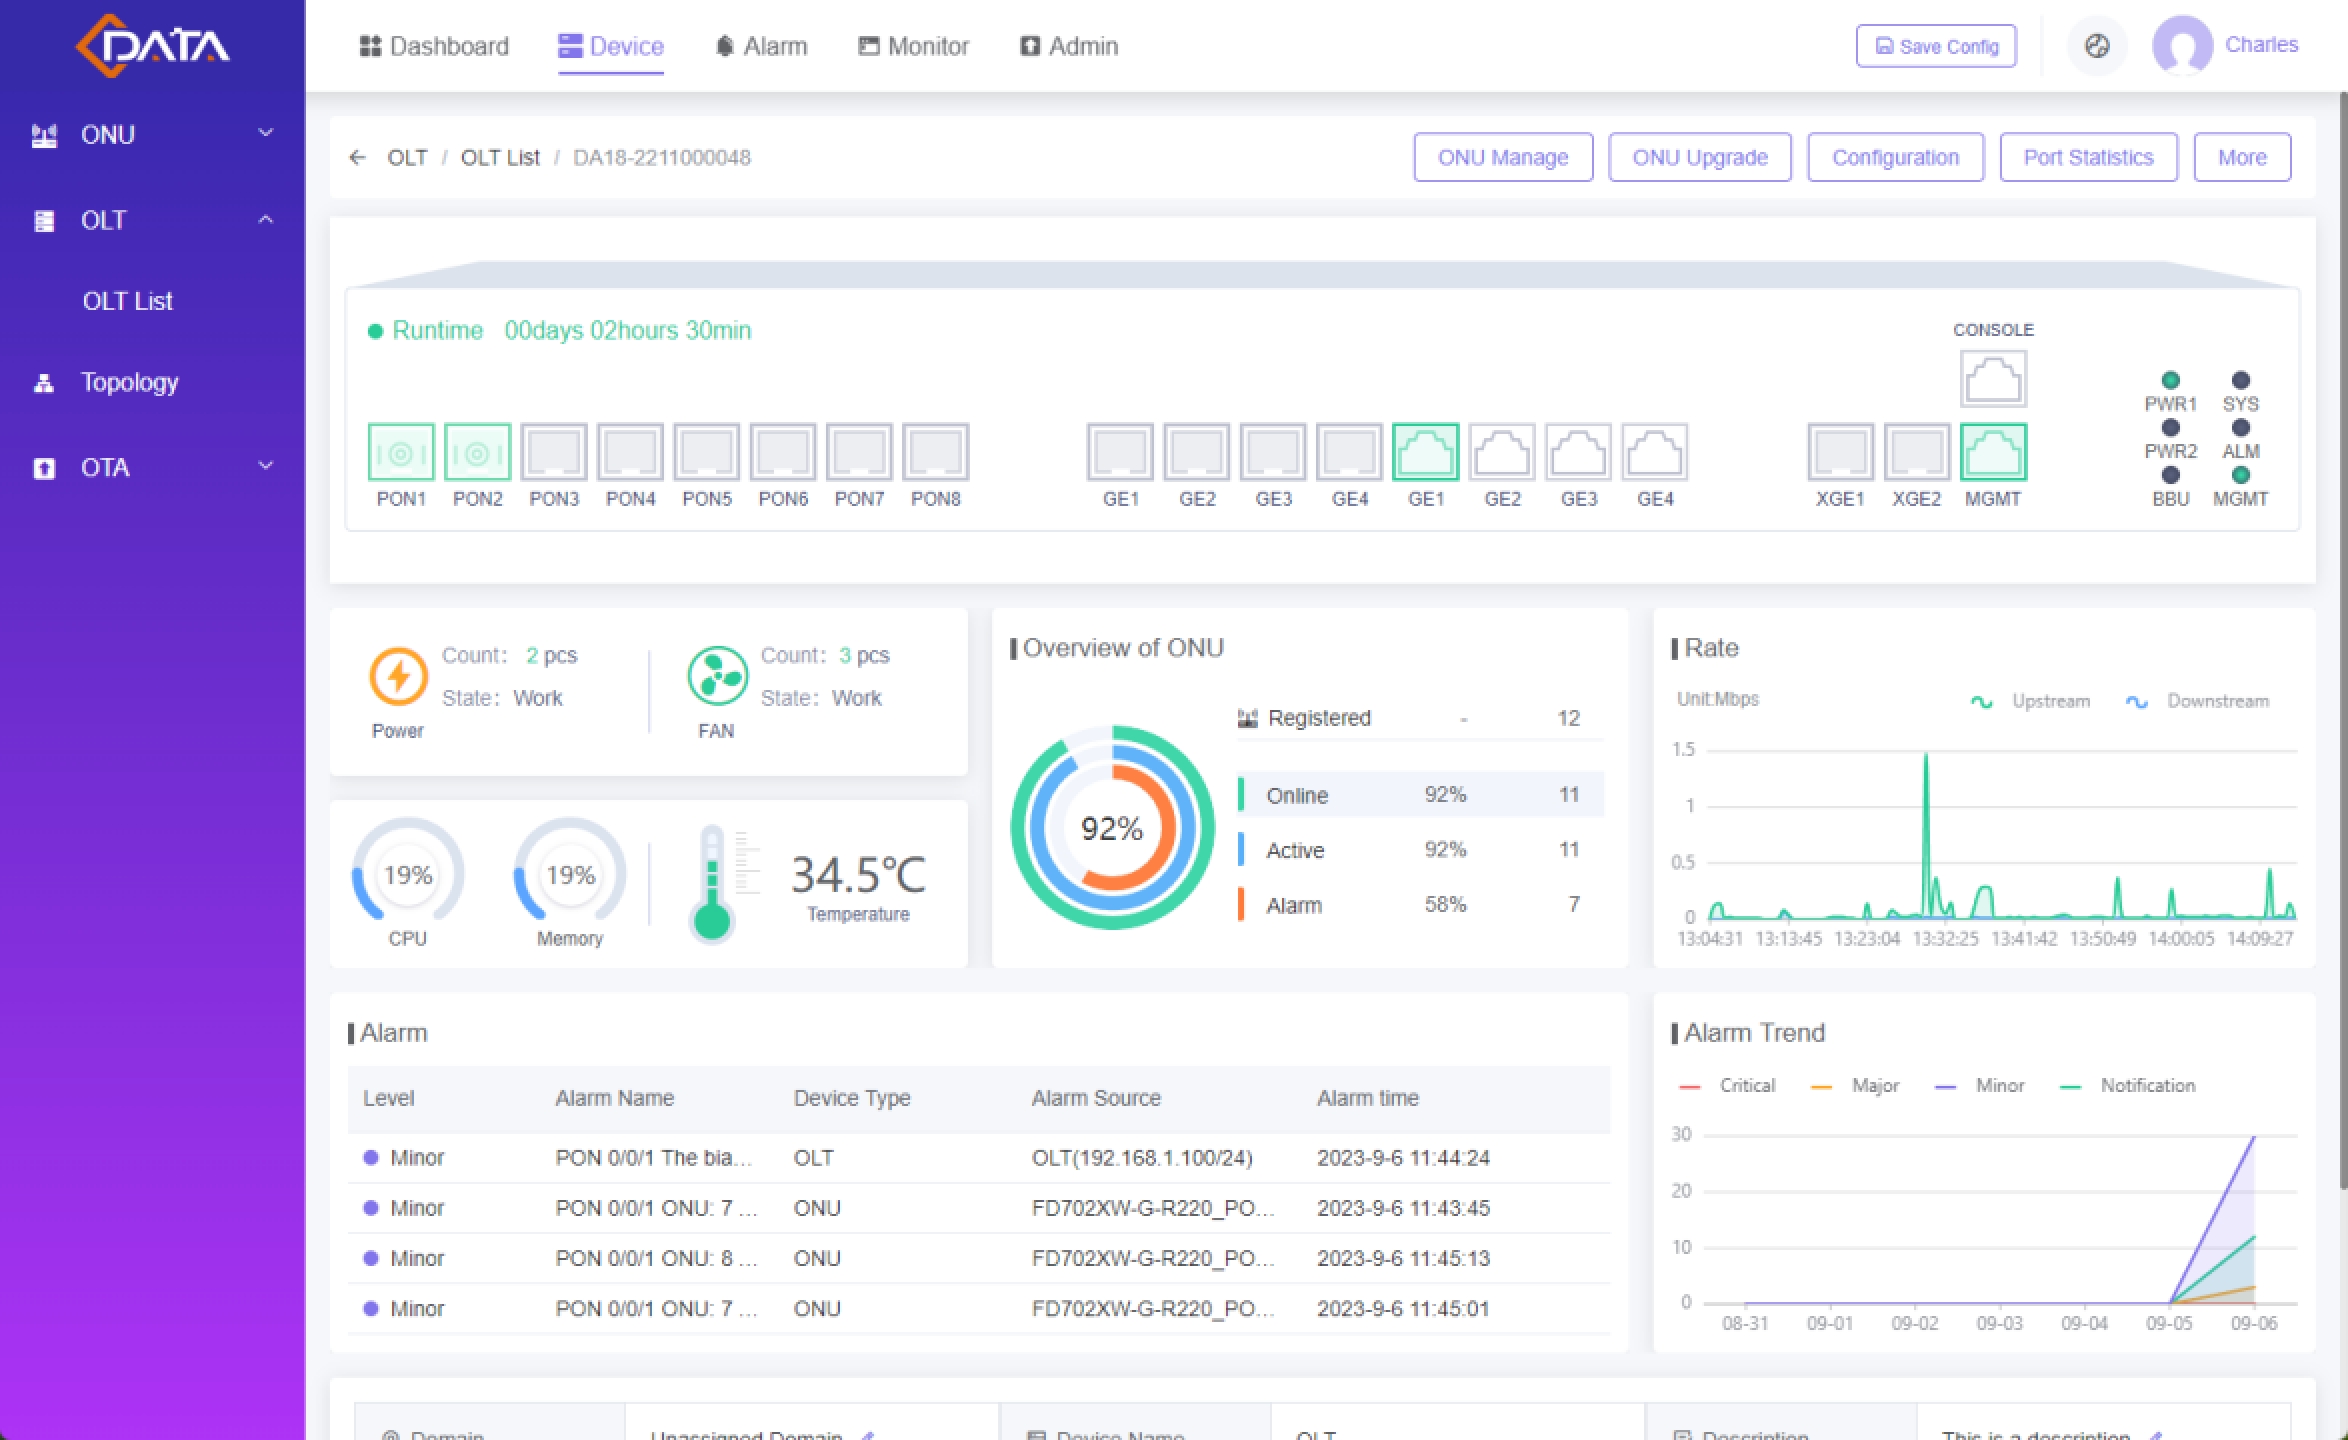 DATA
Dashboard Device Alarm Monitor Admin
Save Config
Charles
ONU
OLT
OLT List
Topology
OTA
OLT / OLT List / DA18-2211000048
ONU Manage ONU Upgrade Configuration Port Statistics More
Runtime 00days 02hours 30min
CONSOLE
PWR1 SYS
PWR2 ALM
BBU MGMT
PON1 PON2 PON3 PON4 PON5 PON6 PON7 PON8 GE1 GE2 GE3 GE4 GE1 GE2 GE3 GE4 XGE1 XGE2 MGMT
Count: 2 pcs
State: Work
Power
Count: 3 pcs
State: Work
FAN
19%
CPU
19%
Memory
34.5℃
Temperature
Overview of ONU
92%
Registered - 12
Online 92% 11
Active 92% 11
Alarm 58% 7
Rate
Unit:Mbps
Upstream Downstream
1.5
1
0.5
0
13:04:31 13:13:45 13:23:04 13:32:25 13:41:42 13:50:49 14:00:05 14:09:27
Alarm
Level Alarm Name Device Type Alarm Source Alarm time
Minor PON 0/0/1 The bia... OLT OLT(192.168.1.100/24) 2023-9-6 11:44:24
Minor PON 0/0/1 ONU: 7 ... ONU FD702XW-G-R220_PO... 2023-9-6 11:43:45
Minor PON 0/0/1 ONU: 8 ... ONU FD702XW-G-R220_PO... 2023-9-6 11:45:13
Minor PON 0/0/1 ONU: 7 ... ONU FD702XW-G-R220_PO... 2023-9-6 11:45:01
Alarm Trend
Critical Major Minor Notification
30
20
10
0
08-31 09-01 09-02 09-03 09-04 09-05 09-06
Domain Unassigned Domain Device Name OLT Description This is a description